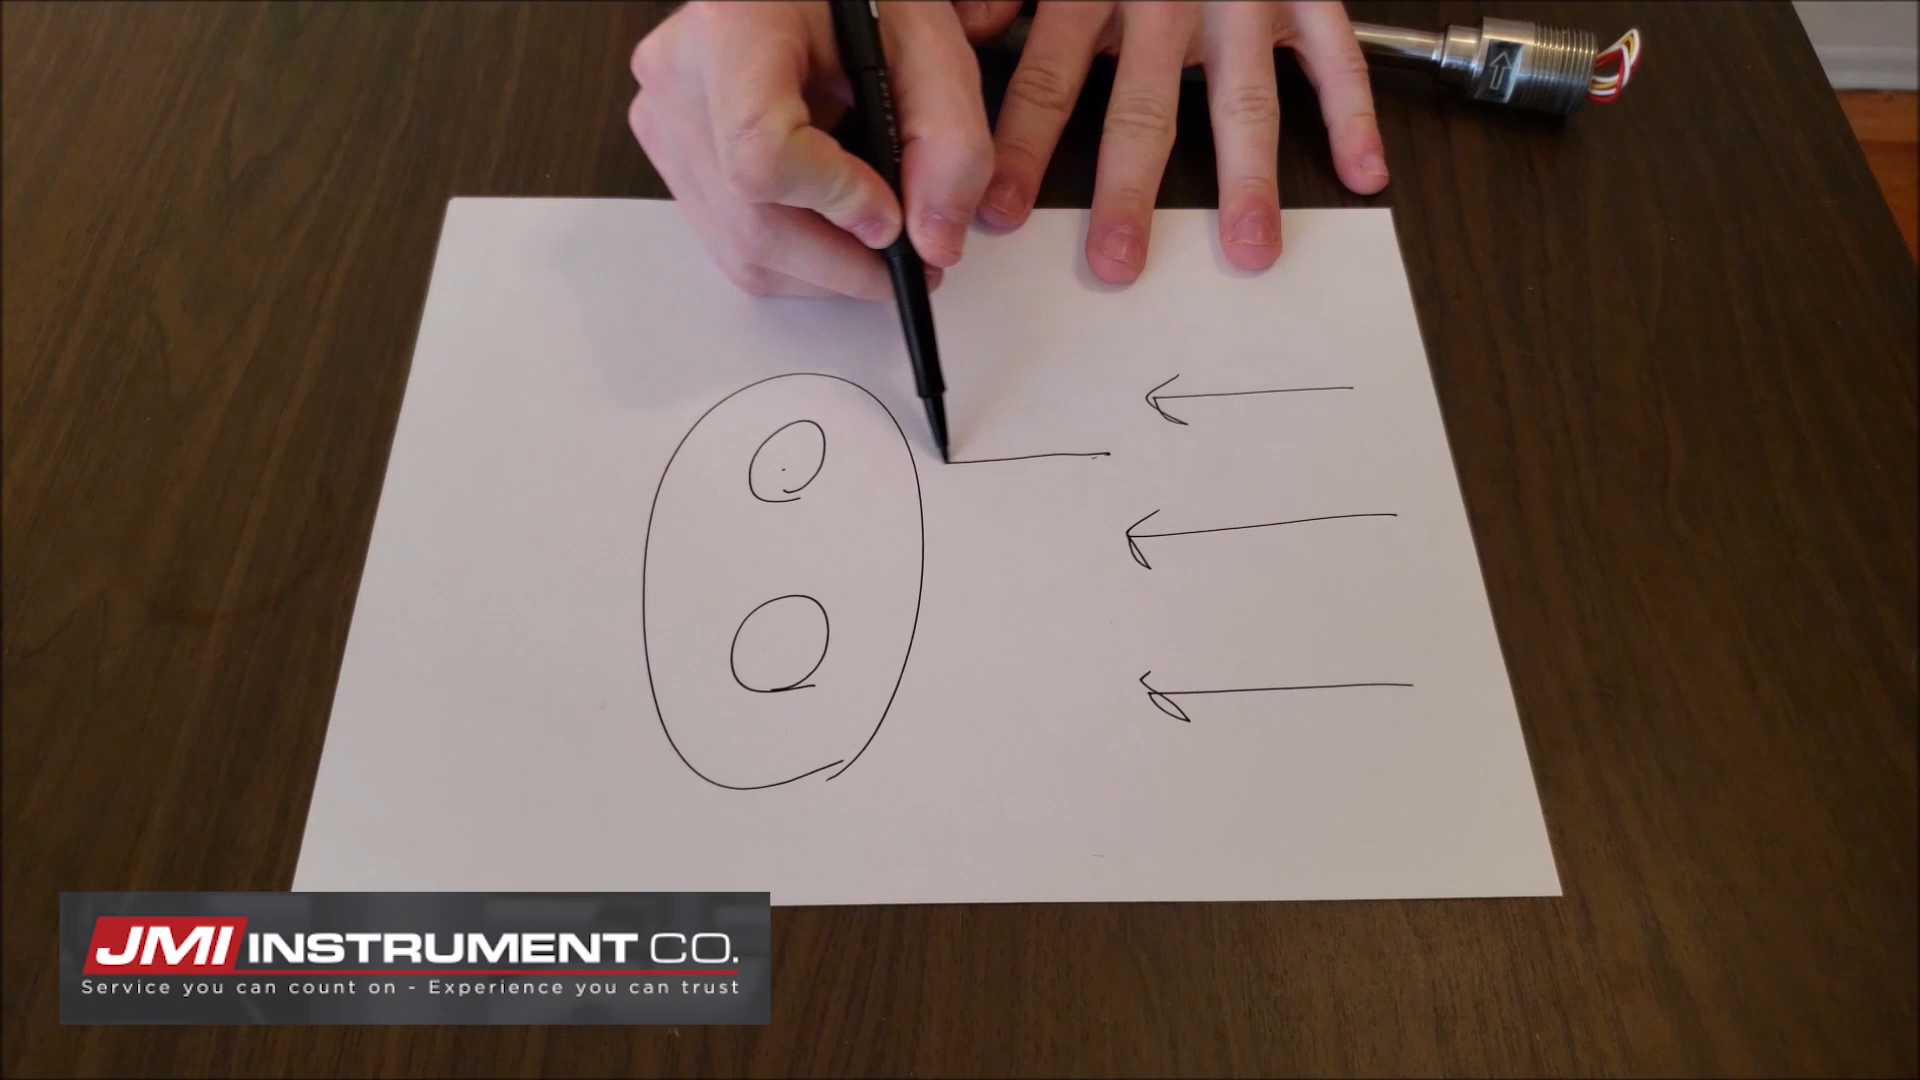 JMI INSTRUMENT CO.
Service you can count on - Experience you can trust